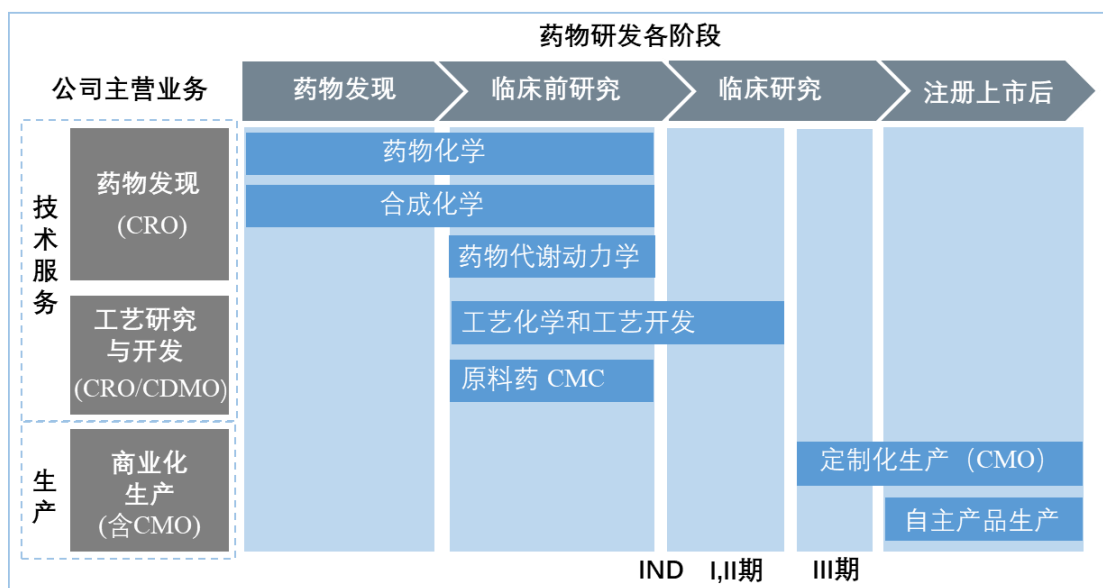 药物研发各阶段
公司主营业务
药物发现
临床前研究
临床研究
注册上市后
技术服务
药物发现
(CRO)
药物化学
合成化学
药物代谢动力学
工艺研究
与开发
(CRO/CDMO)
工艺化学和工艺开发
原料药 CMC
生产
商业化
生产
(含CMO)
定制化生产（CMO）
自主产品生产
IND
I,II期
III期